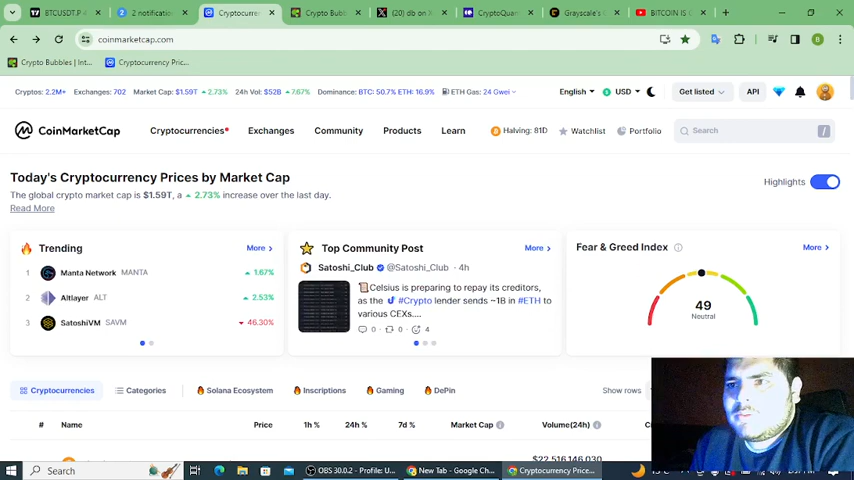 BTCUSDT.P
2 notification
Cryptocurre
Crypto Bubb
(20) db on X
CryptoQuan
Grayscale's
BITCOIN IS
coinmarketcap.com
B
Crypto Bubbles | Int...
Cryptocurrency Pric...
Cryptos: 2.2M+ Exchanges: 702 Market Cap: $1.59T 2.73% 24h Vol: $52B 7.67% Dominance: BTC: 50.7% ETH: 16.9% ETH Gas: 24 Gwei
English USD Get listed API
CoinMarketCap Cryptocurrencies Exchanges Community Products Learn Halving: 81D Watchlist Portfolio Search /
Today's Cryptocurrency Prices by Market Cap
Highlights
The global crypto market cap is $1.59T, a 2.73% increase over the last day.
Read More
Trending More >
1 Manta Network MANTA 1.67%
2 Altlayer ALT 2.53%
3 SatoshiVM SAVM 46.30%
Top Community Post More >
Satoshi_Club @Satoshi_Club · 4h
Celsius is preparing to repay its creditors,
as the #Crypto lender sends ~1B in #ETH to
various CEXs....
0 0 4
Fear & Greed Index More >
49
Neutral
Cryptocurrencies Categories Solana Ecosystem Inscriptions Gaming DePin Show rows
# Name Price 1h % 24h % 7d % Market Cap Volume(24h)
$22,516,146,030
Search
OBS 30.0.2 - Profile: U...
New Tab - Google Ch...
Cryptocurrency Price...